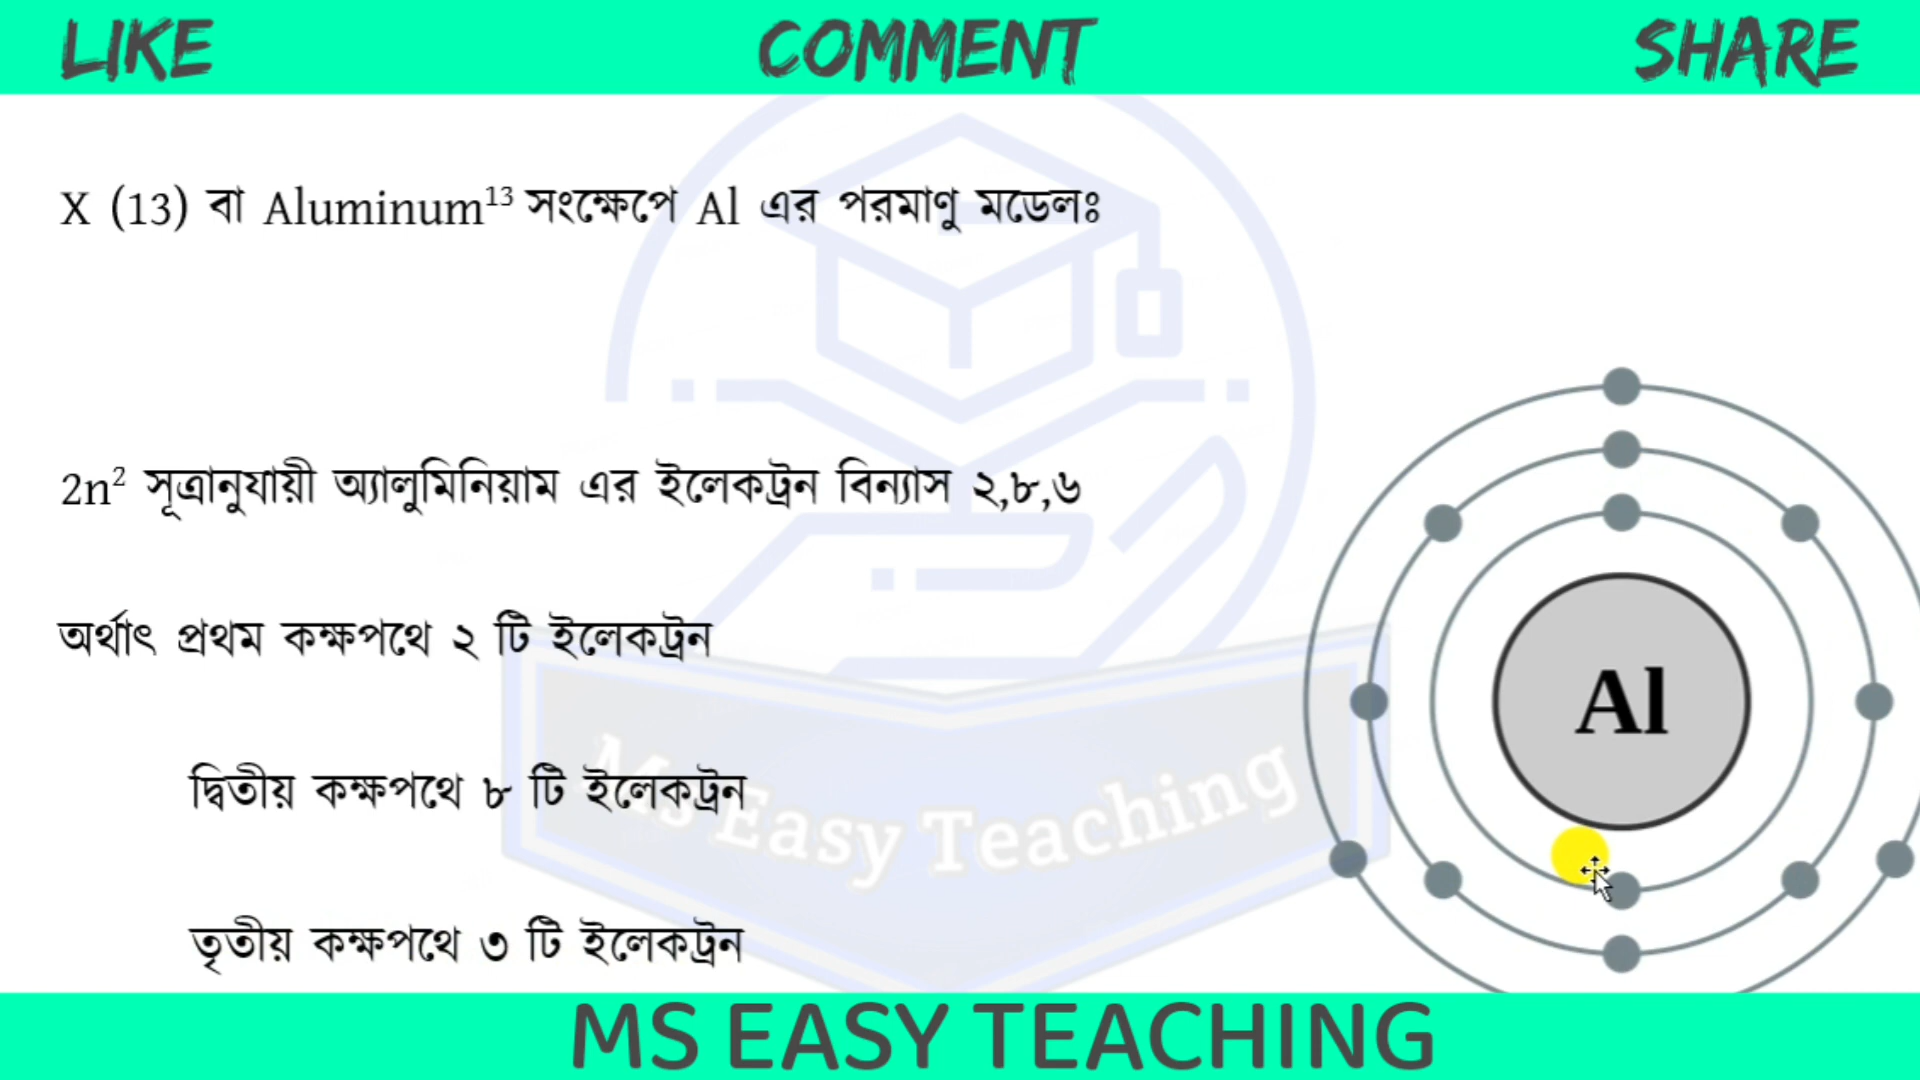 LIKE COMMENT SHARE
X (13) বা Aluminum¹³ সংক্ষেপে Al এর পরমাণু মডেলঃ
2n² সূত্রানুযায়ী অ্যালুমিনিয়াম এর ইলেকট্রন বিন্যাস ২,৮,৬
অর্থাৎ প্রথম কক্ষপথে ২ টি ইলেকট্রন
দ্বিতীয় কক্ষপথে ৮ টি ইলেকট্রন
তৃতীয় কক্ষপথে ৩ টি ইলেকট্রন
Al
Ms Easy Teaching
MS EASY TEACHING